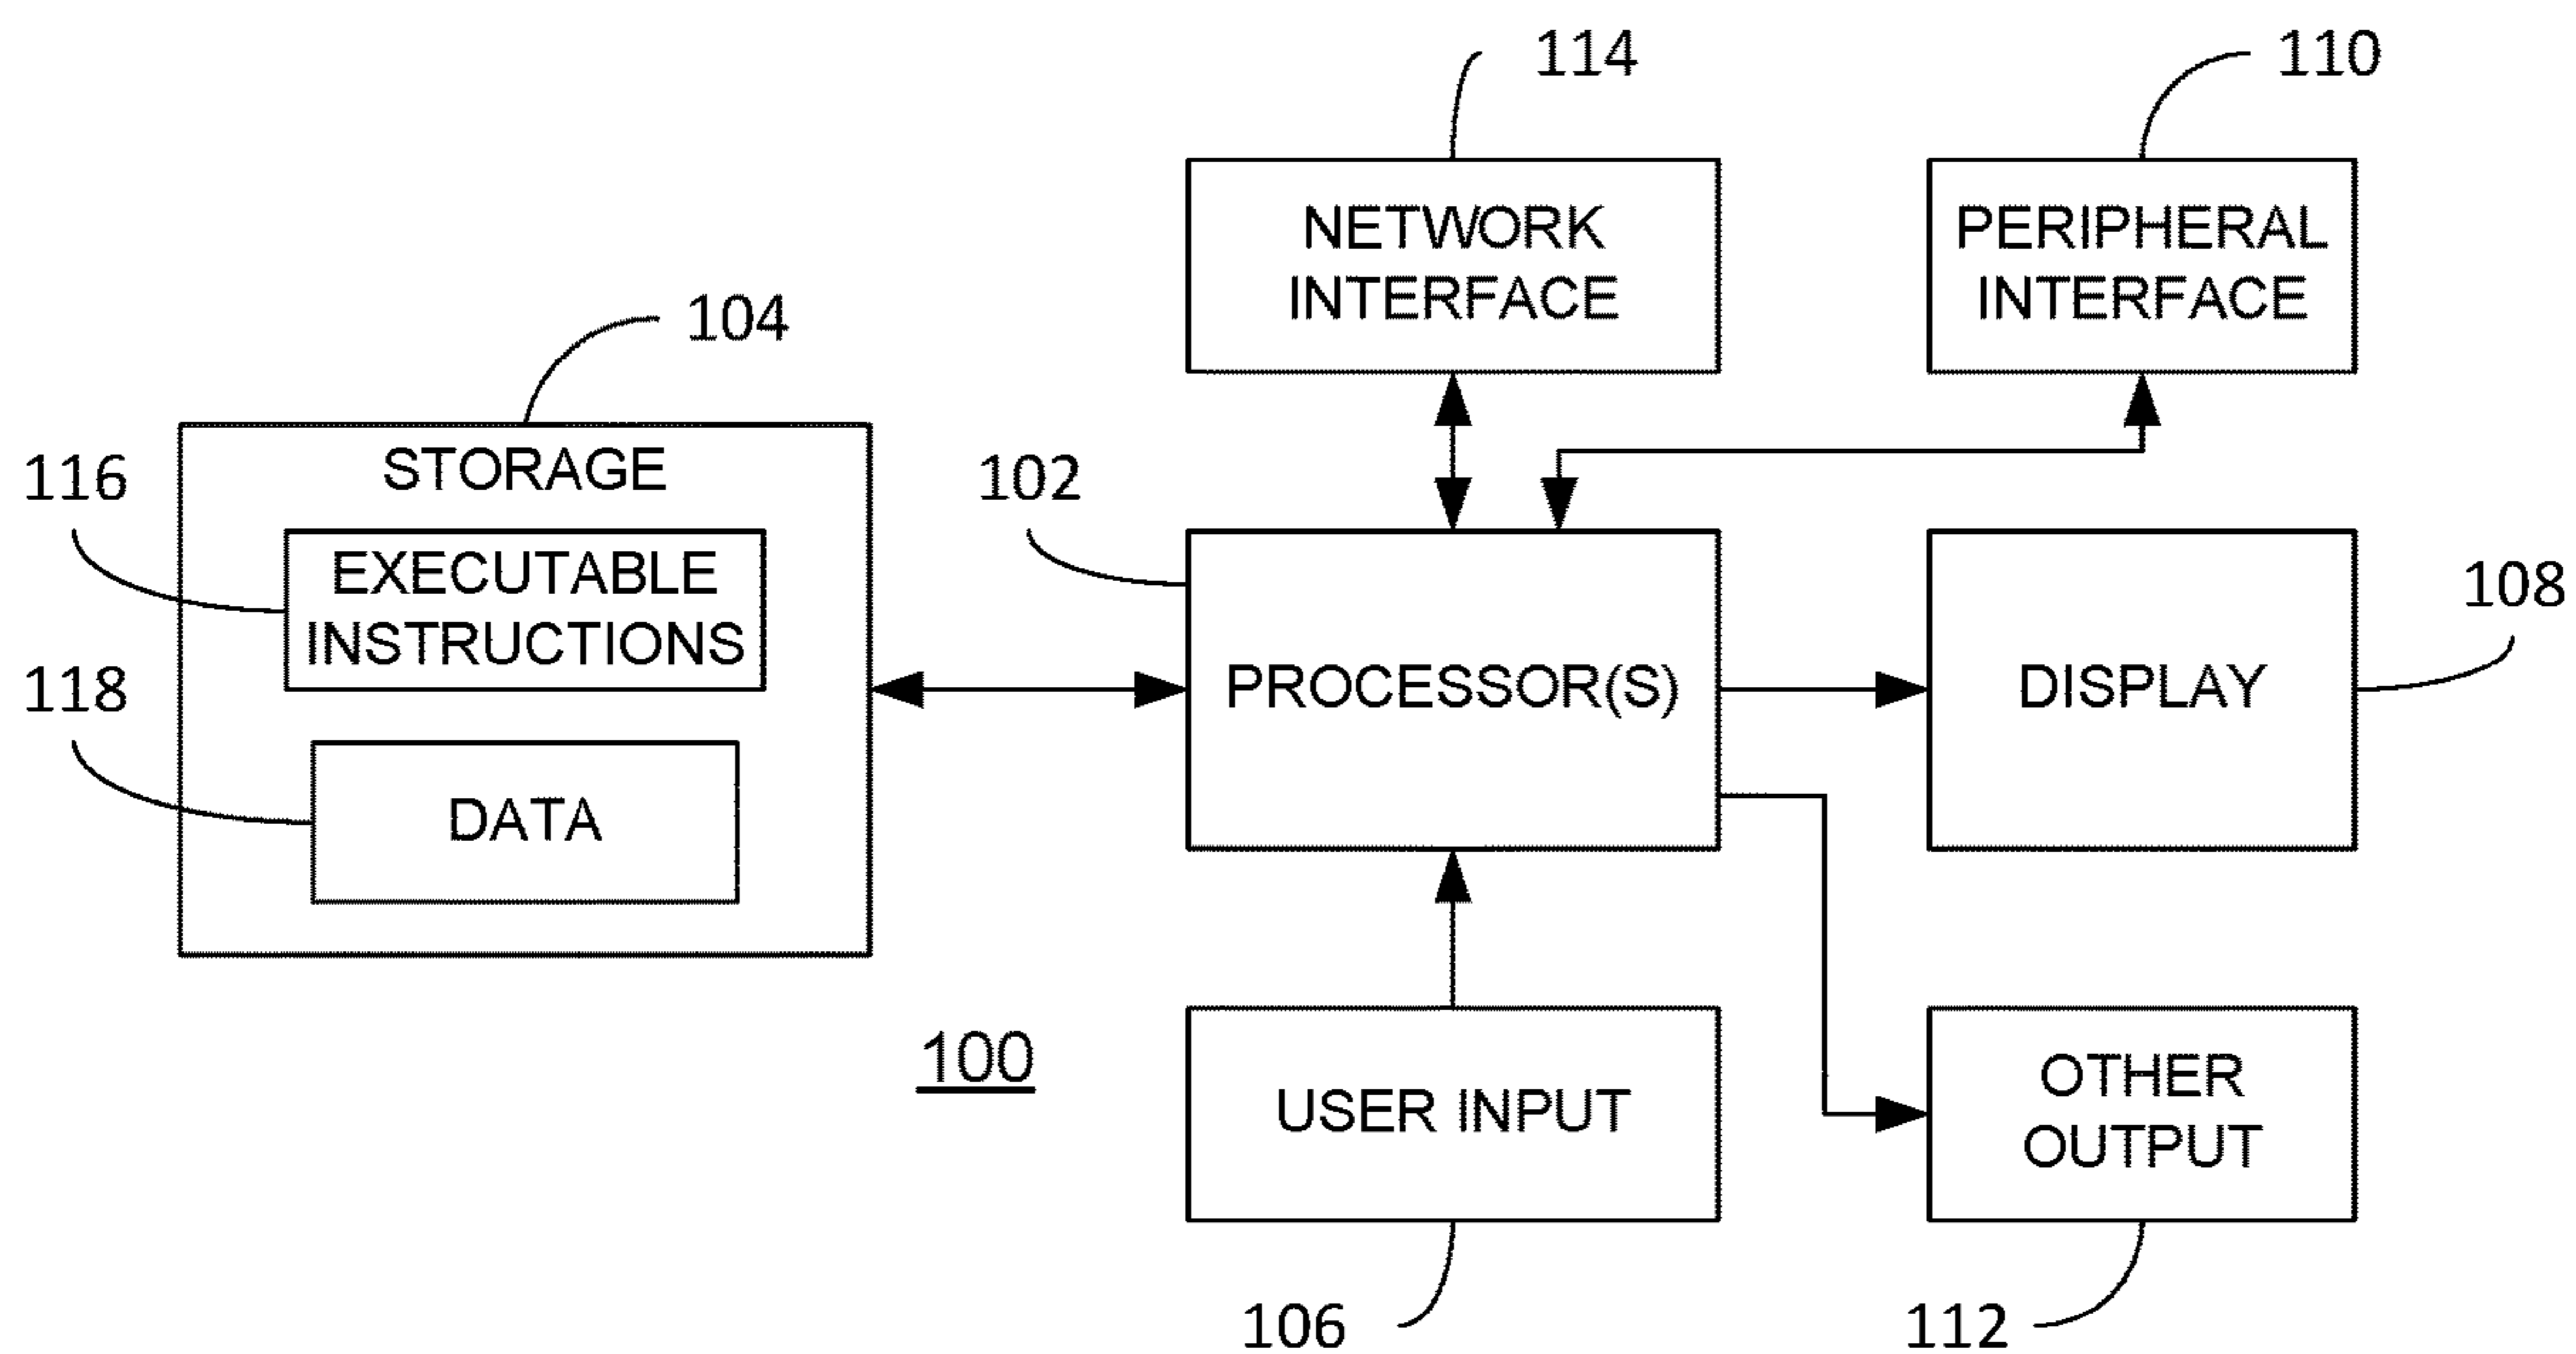 114
110
NETWORK
INTERFACE
PERIPHERAL
INTERFACE
104
STORAGE
116
EXECUTABLE
INSTRUCTIONS
118
DATA
102
PROCESSOR(S)
DISPLAY
108
100
USER INPUT
OTHER
OUTPUT
106
112